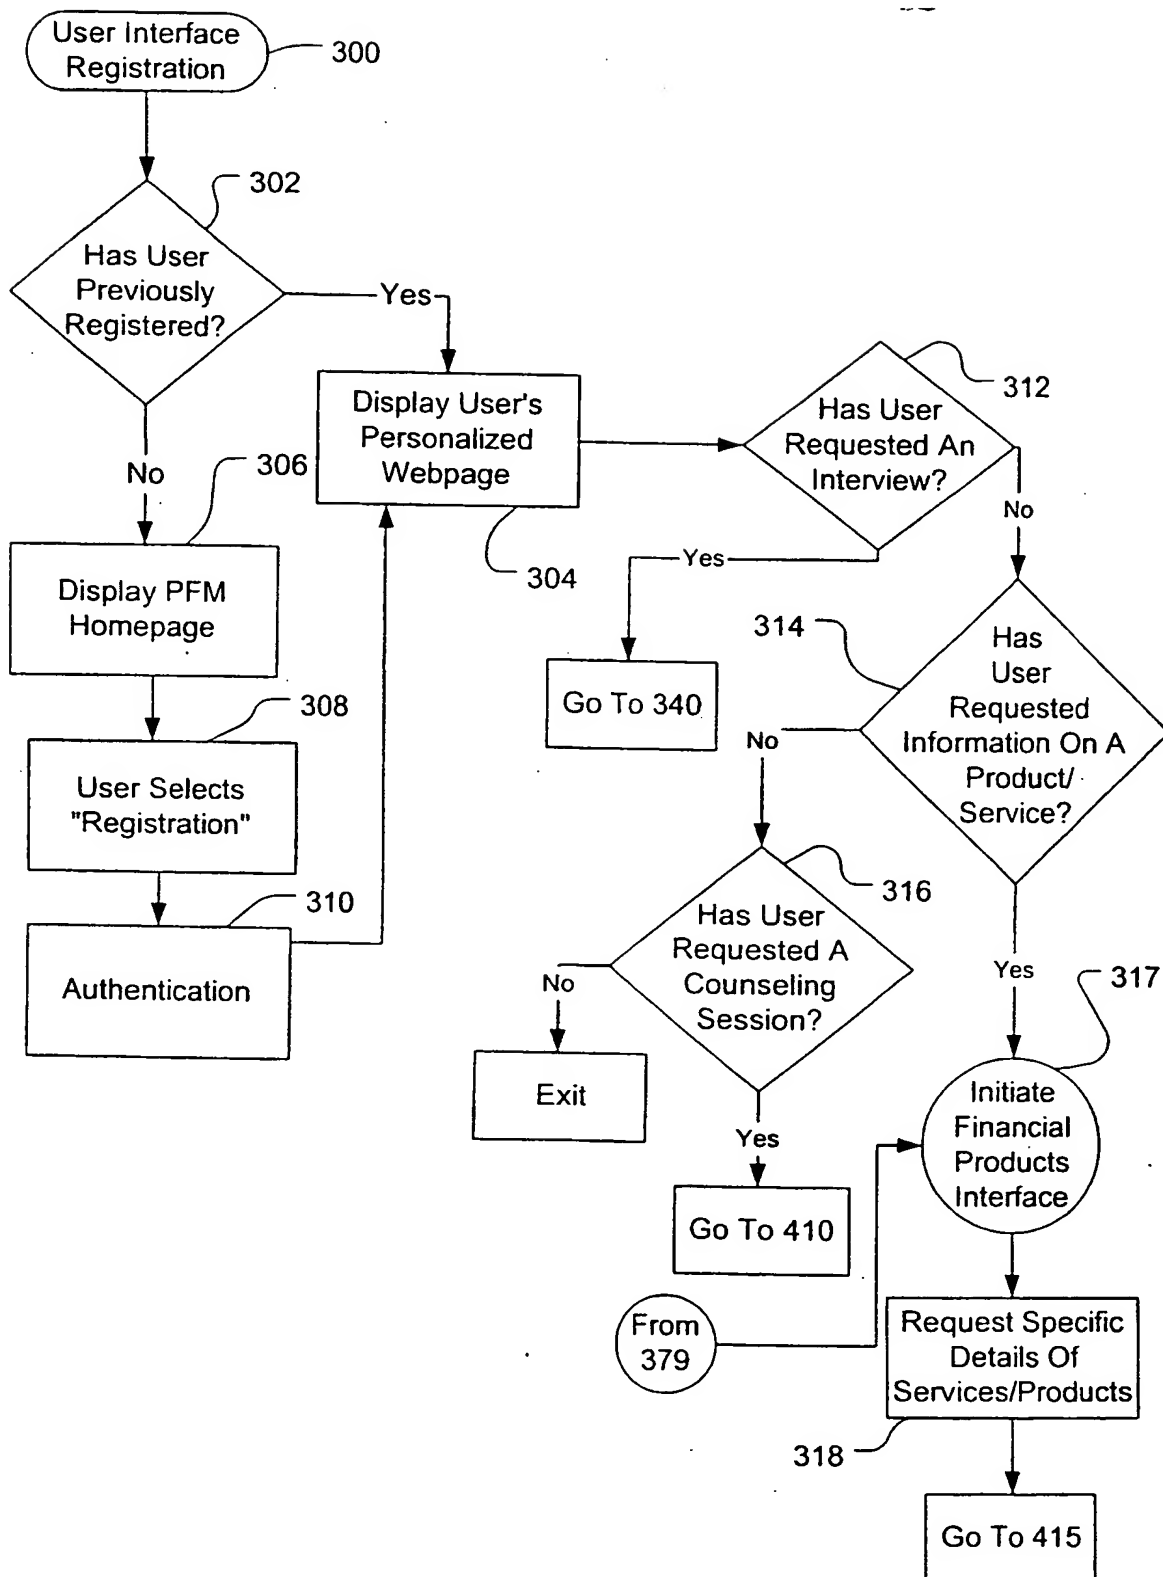 User Interface
Registration
300
302
Has User
Previously
Registered?
Yes
No
306
Display PFM
Homepage
308
User Selects
"Registration"
310
Authentication
Display User's
Personalized
Webpage
304
312
Has User
Requested An
Interview?
Yes
No
Go To 340
314
Has
User
Requested
Information On A
Product/
Service?
No
Yes
316
Has User
Requested A
Counseling
Session?
No
Exit
Yes
Go To 410
317
Initiate
Financial
Products
Interface
From
379
Request Specific
Details Of
Services/Products
318
Go To 415